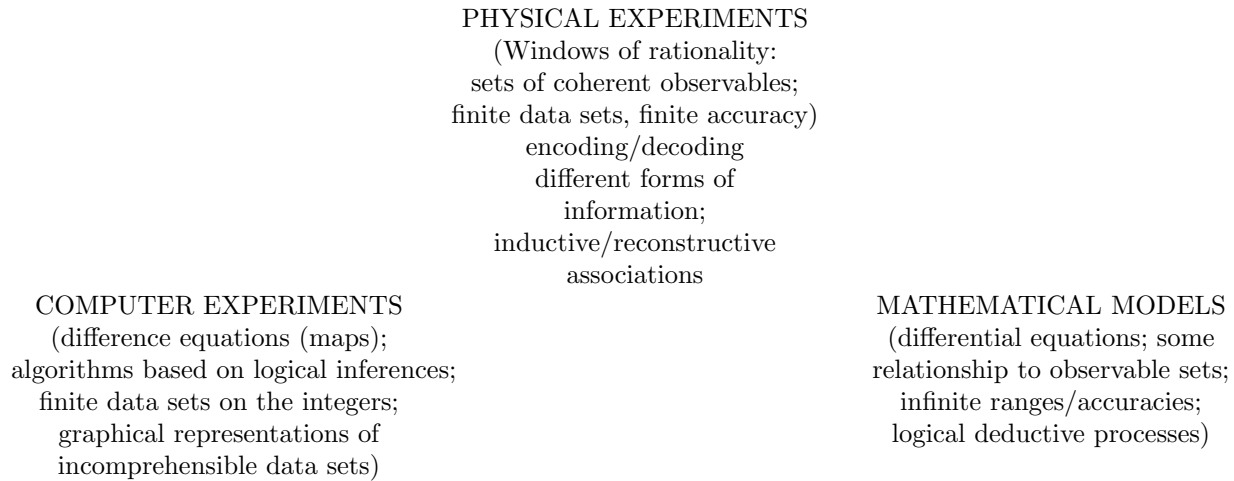 PHYSICAL EXPERIMENTS
(Windows of rationality:
sets of coherent observables;
finite data sets, finite accuracy)
encoding/decoding
different forms of
information;
inductive/reconstructive
associations
COMPUTER EXPERIMENTS
(difference equations (maps);
algorithms based on logical inferences;
finite data sets on the integers;
graphical representations of
incomprehensible data sets)
MATHEMATICAL MODELS
(differential equations; some
relationship to observable sets;
infinite ranges/accuracies;
logical deductive processes)